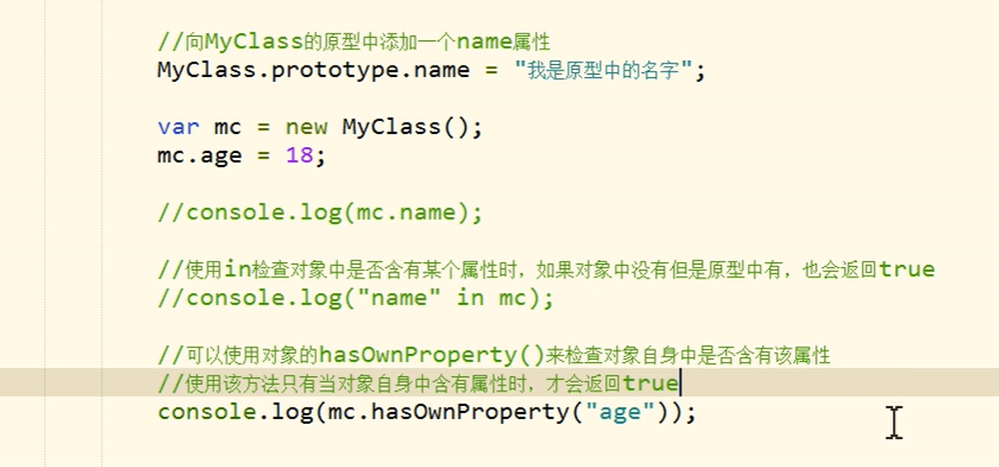 //向MyClass的原型中添加一个name属性
MyClass.prototype.name = "我是原型中的名字";
var mc = new MyClass();
mc.age = 18;
//console.log(mc.name);
//使用in检查对象中是否含有某个属性时，如果对象中没有但是原型中有，也会返回true
//console.log("name" in mc);
//可以使用对象的hasOwnProperty()来检查对象自身中是否含有该属性
//使用该方法只有当对象自身中含有属性时，才会返回true
console.log(mc.hasOwnProperty("age"));